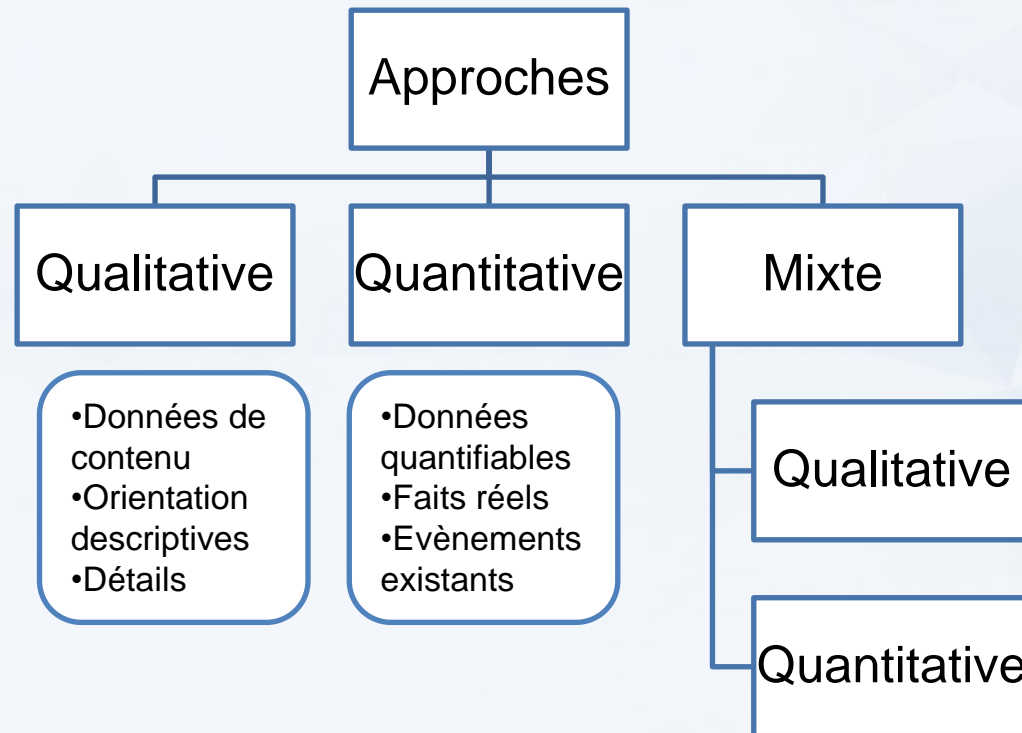 Approches
Qualitative
Quantitative
Mixte
•Données de
contenu
•Orientation
descriptives
•Détails
•Données
quantifiables
•Faits réels
•Evènements
existants
Qualitative
Quantitative